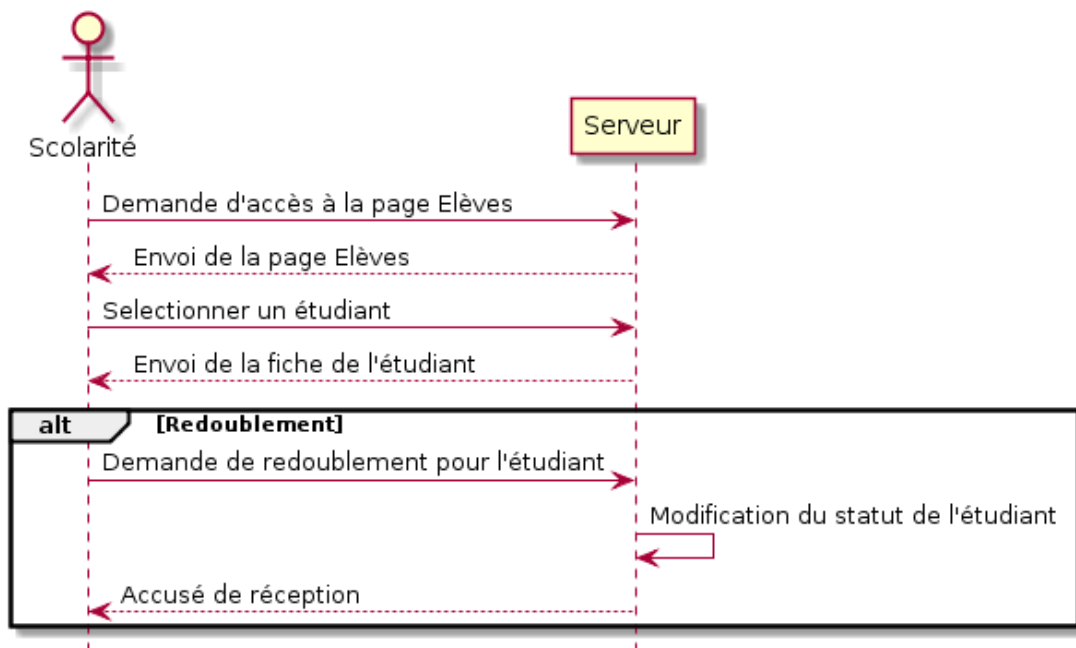 Scolarité
Serveur
Demande d'accès à la page Elèves
Envoi de la page Elèves
Selectionner un étudiant
Envoi de la fiche de l'étudiant
alt [Redoublement]
Demande de redoublement pour l'étudiant
Modification du statut de l'étudiant
Accusé de réception